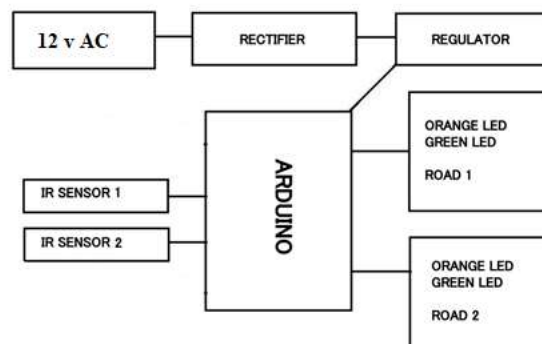 12 v AC
RECTIFIER
REGULATOR
ORANGE LED
GREEN LED
ROAD 1
ARDUINO
IR SENSOR 1
IR SENSOR 2
ORANGE LED
GREEN LED
ROAD 2